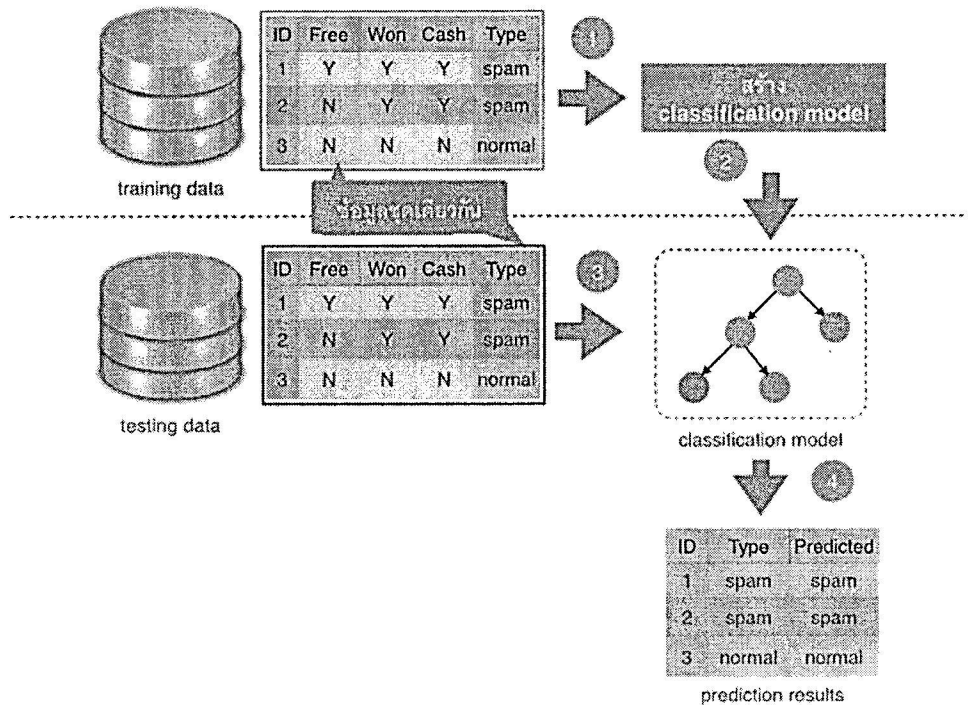 ID Free Won Cash Type
1 Y Y Y spam
2 N Y Y spam
3 N N N normal
training data
1
สร้าง
classification model
2
ข้อมูลชุดเดียวกัน
ID Free Won Cash Type
1 Y Y Y spam
2 N Y Y spam
3 N N N normal
testing data
3
classification model
4
ID Type Predicted
1 spam spam
2 spam spam
3 normal normal
prediction results